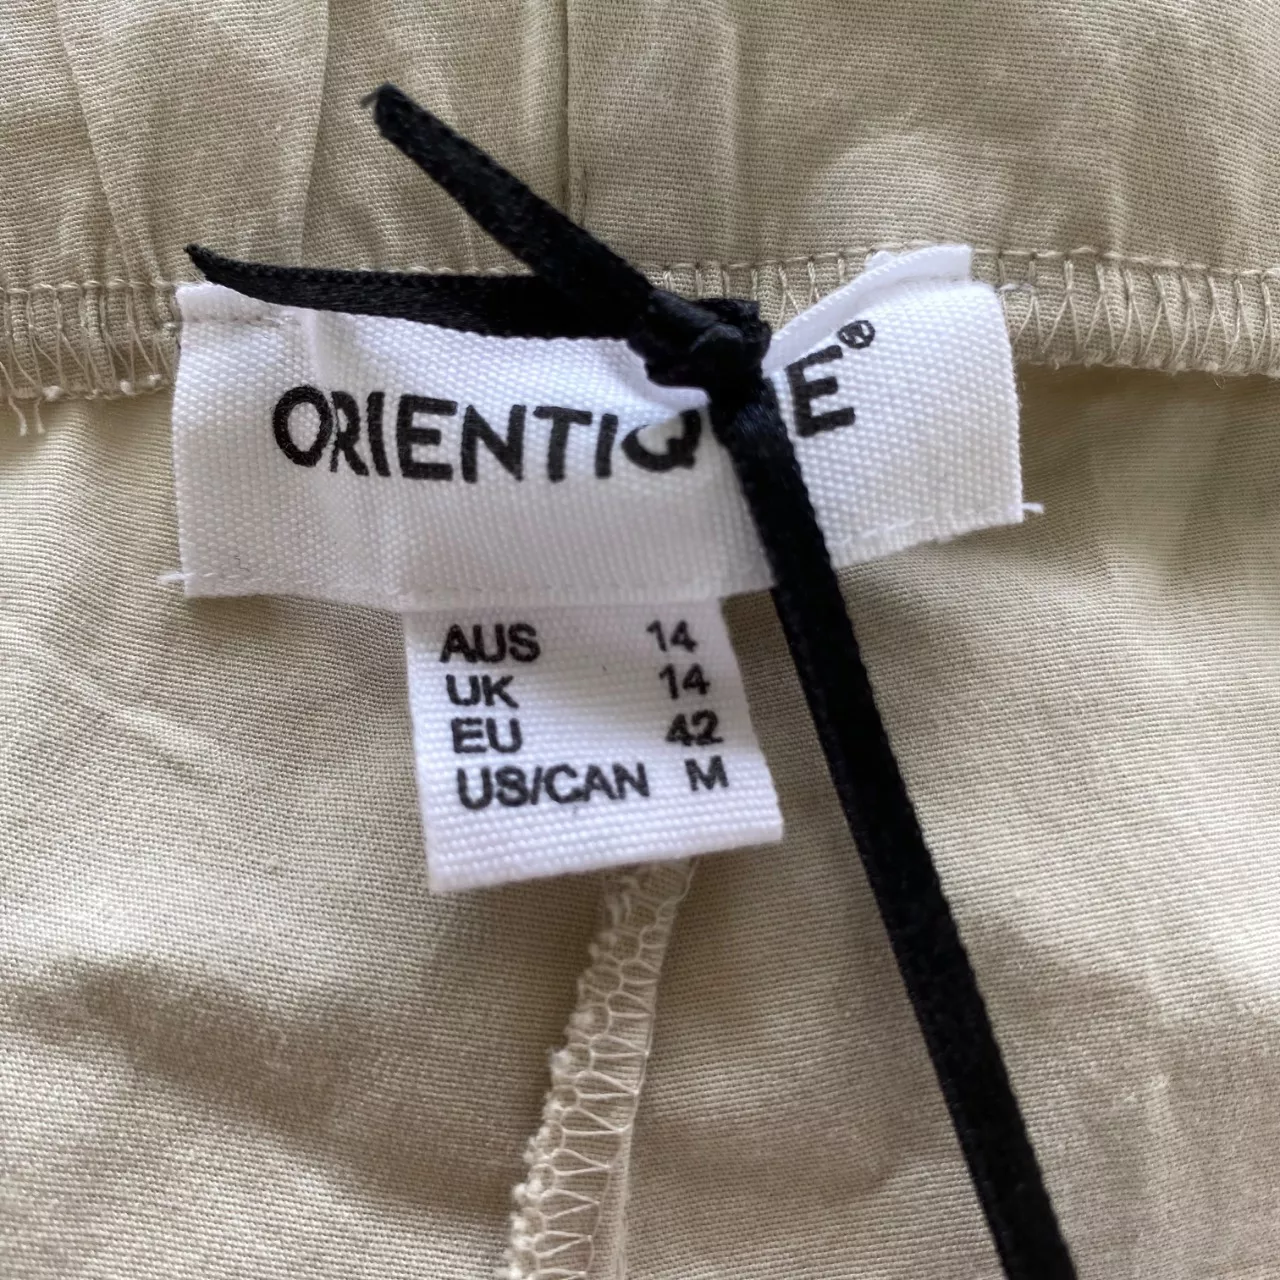 ORIENTIQUE®
AUS 14
UK 14
EU 42
US/CAN M